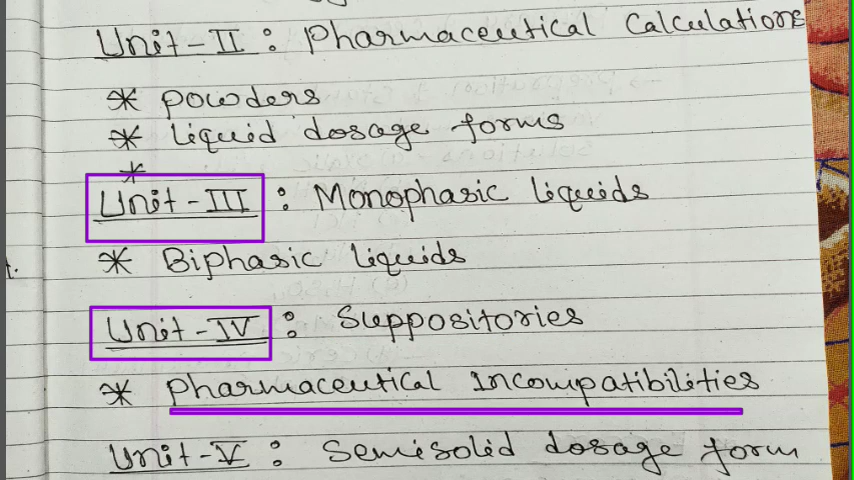 Unit-II : Pharmaceutical Calculations
* powders
* liquid dosage forms
*
Unit-III : Monophasic liquids
* Biphasic liquids
Unit-IV : Suppositories
* Pharmaceutical Incompatibilities
Unit-V : Semisolid dosage form